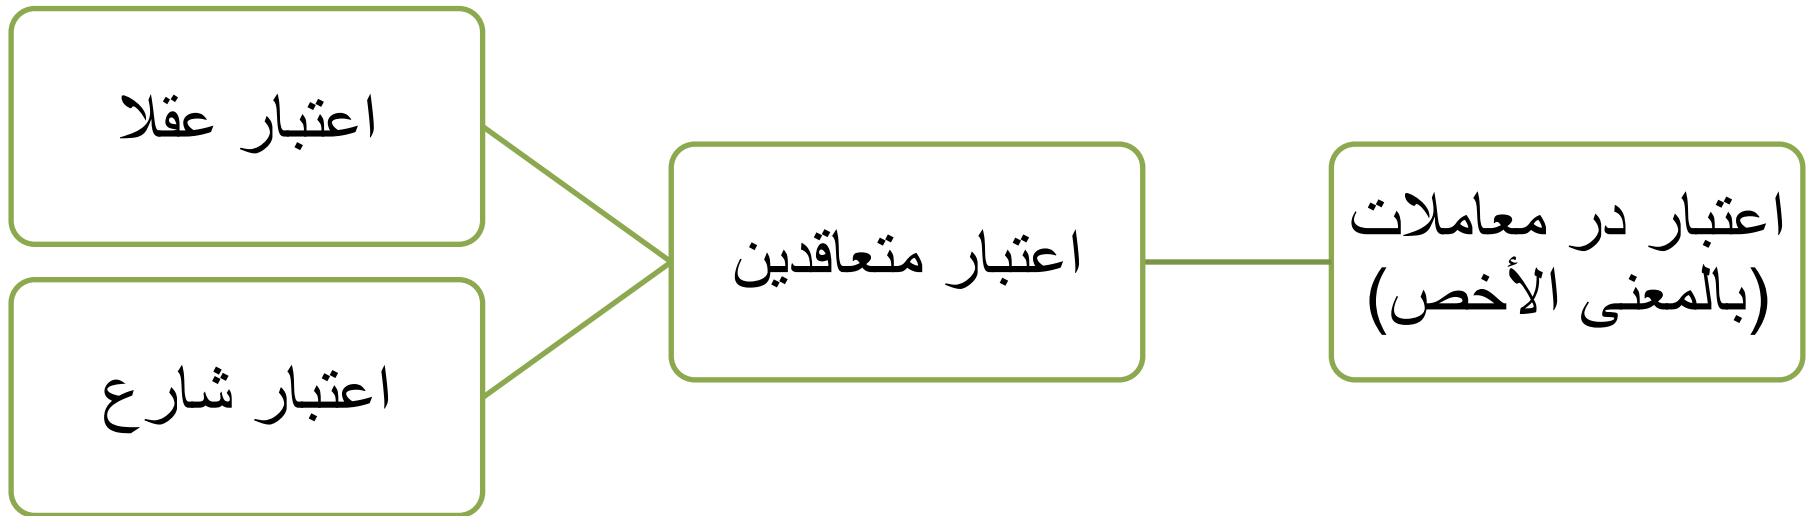 اعتبار در معاملات
(بالمعنی الأخص)
اعتبار متعاقدین
اعتبار عقلا
اعتبار شارع